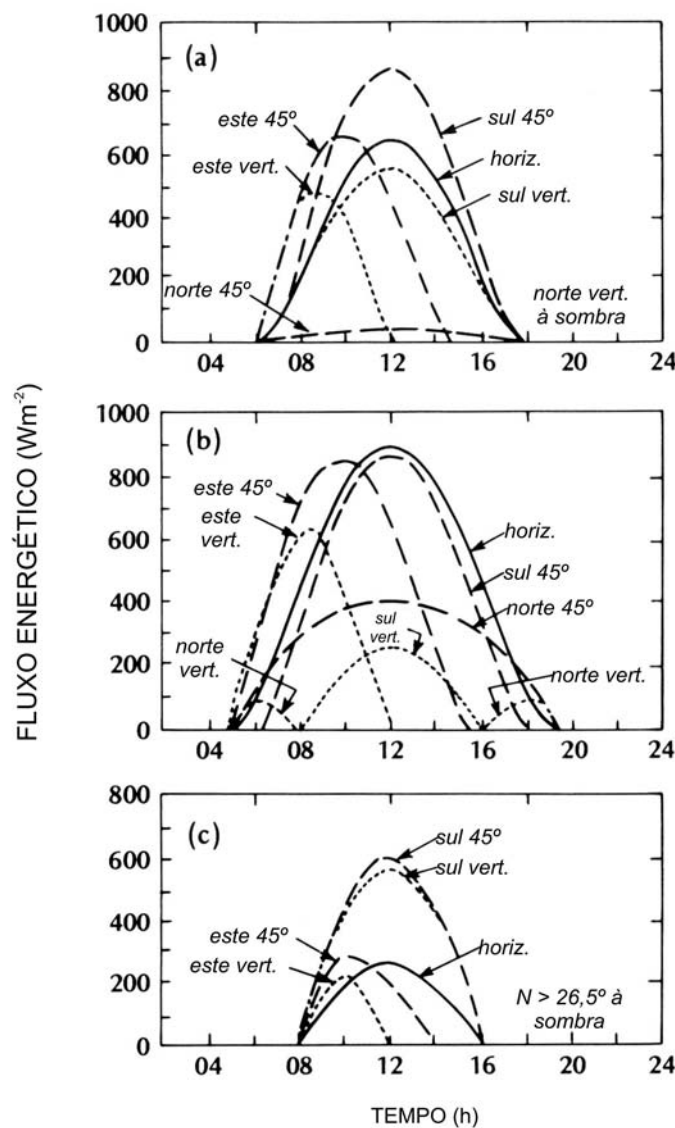 FLUXO ENERGÉTICO (Wm-2)
1000
800
600
400
200
0
(a)
este 45º
este vert.
norte 45º
sul 45º
horiz.
sul vert.
norte vert.
à sombra
04 08 12 16 20 24
1000
800
600
400
200
0
(b)
este 45º
este
vert.
norte
vert.
sul
vert.
horiz.
sul 45º
norte 45º
norte vert.
04 08 12 16 20 24
800
600
400
200
0
(c)
sul 45º
sul vert.
este 45º
este vert.
horiz.
N > 26,5º à
sombra
04 08 12 16 20 24
TEMPO (h)